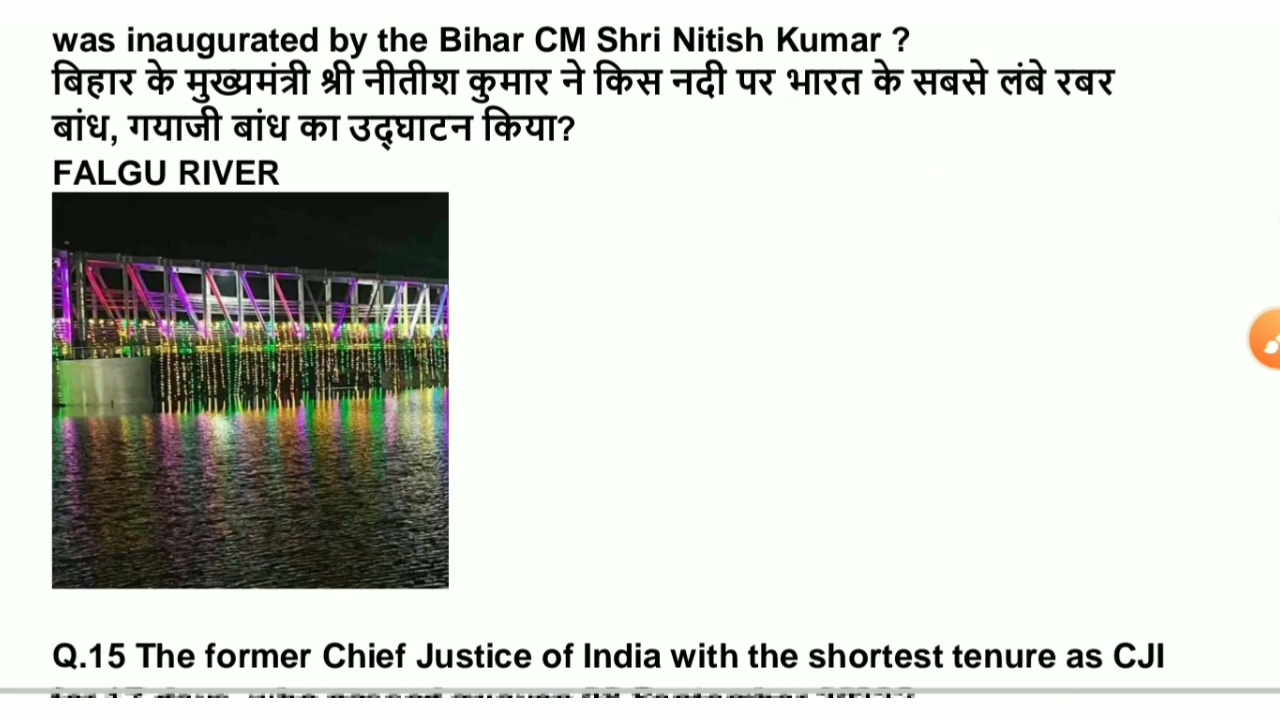 was inaugurated by the Bihar CM Shri Nitish Kumar ?
बिहार के मुख्यमंत्री श्री नीतीश कुमार ने किस नदी पर भारत के सबसे लंबे रबर
बांध, गयाजी बांध का उद्घाटन किया?
FALGU RIVER
Q.15 The former Chief Justice of India with the shortest tenure as CJI